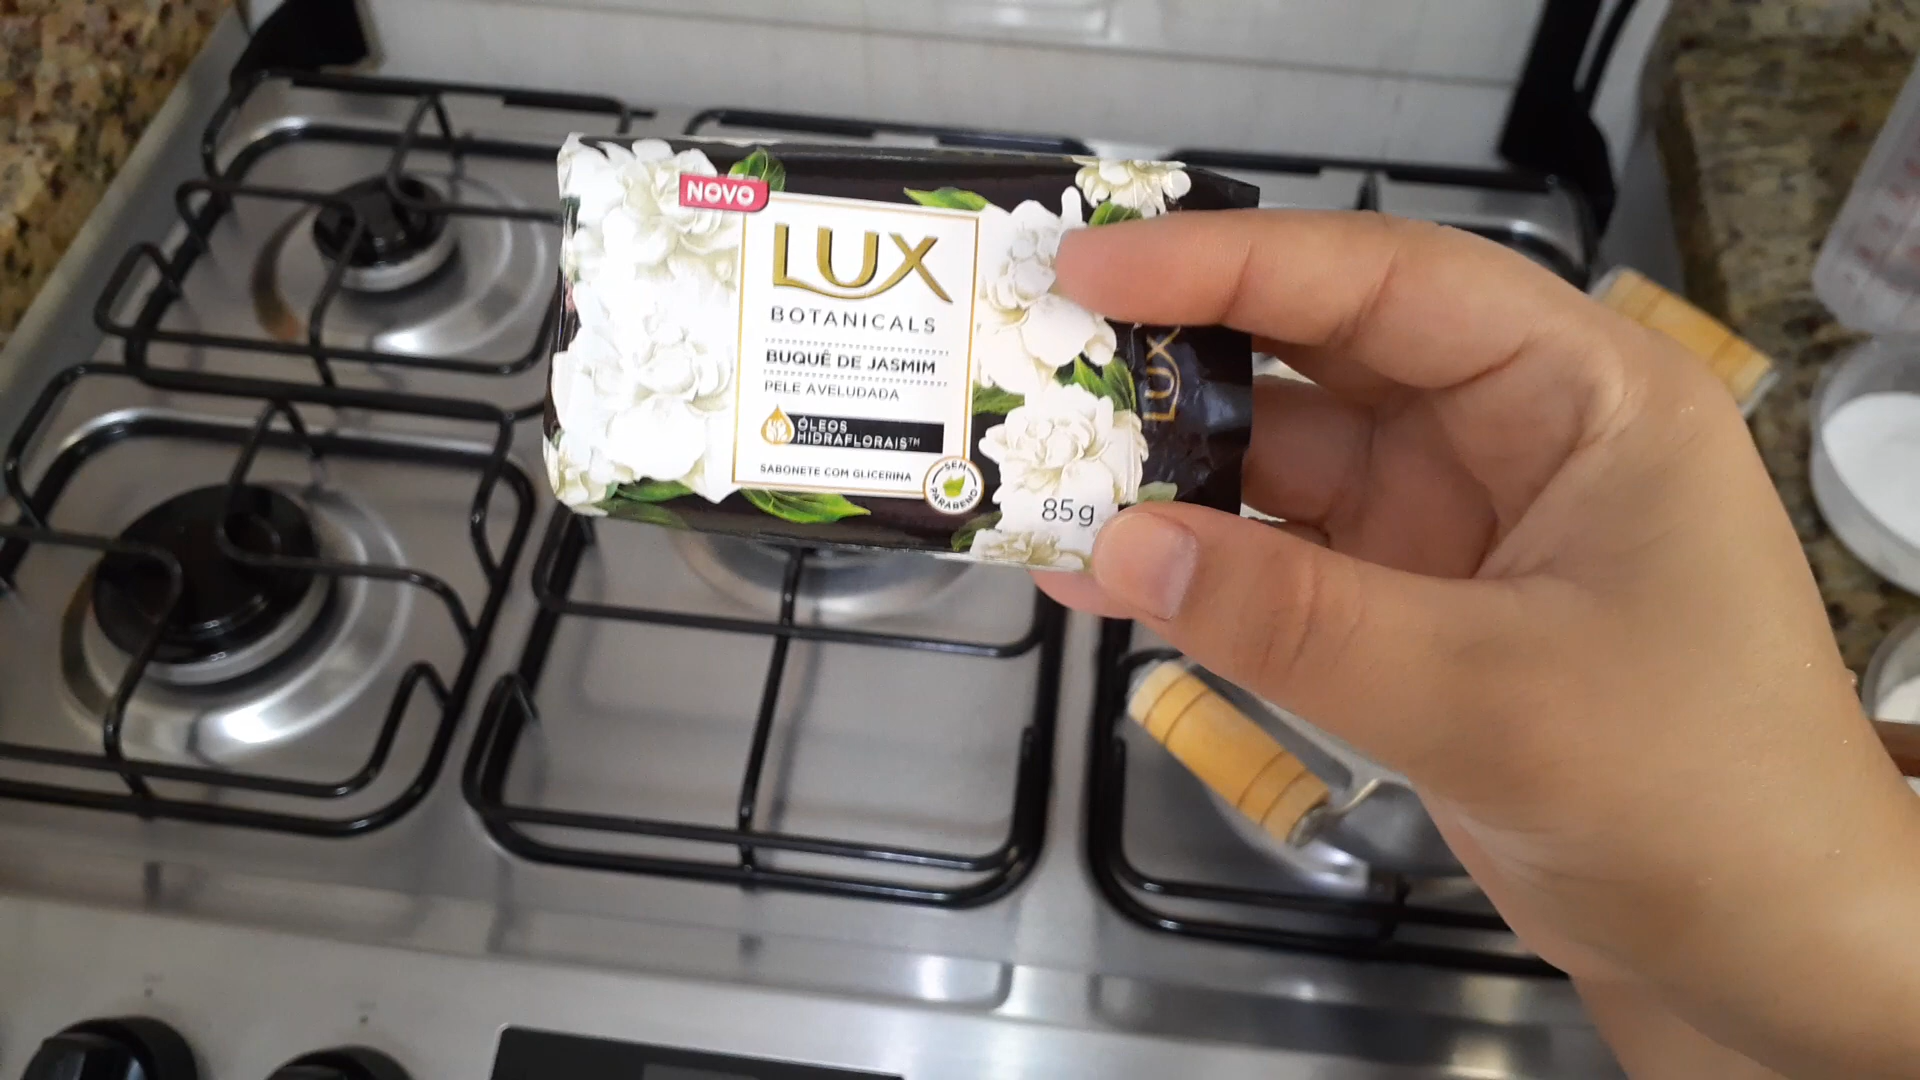 NOVO
LUX
BOTANICALS
BUQUÊ DE JASMIM
PELE AVELUDADA
ÓLEOS
HIDRAFLORAIS™
SABONETE COM GLICERINA
SEM
PARABENO
85g
LUX